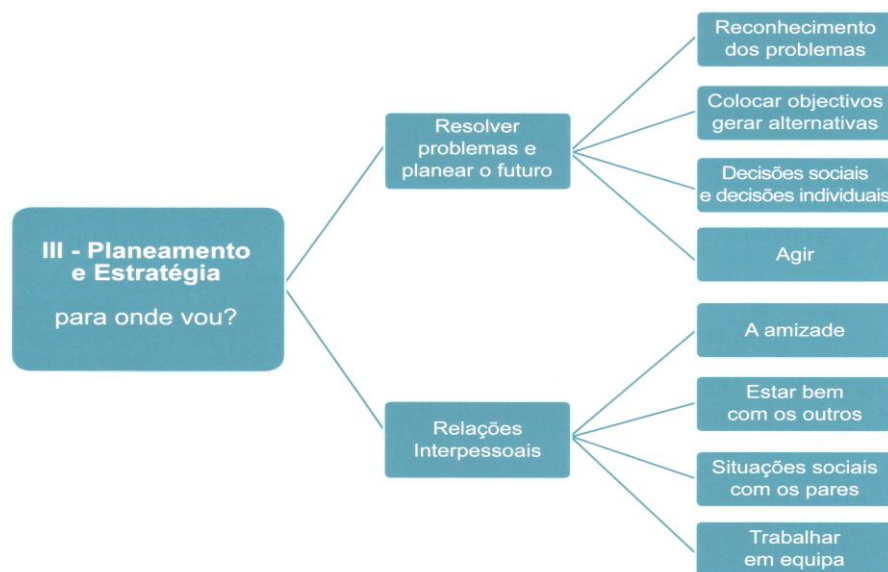 III - Planeamento
e Estratégia
para onde vou?
Resolver
problemas e
planear o futuro
Reconhecimento
dos problemas
Colocar objectivos
gerar alternativas
Decisões sociais
e decisões individuais
Agir
Relações
Interpessoais
A amizade
Estar bem
com os outros
Situações sociais
com os pares
Trabalhar
em equipa